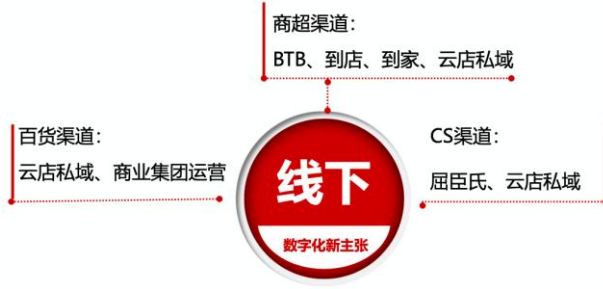 商超渠道：
BTB、到店、到家、云店私域
百货渠道：
云店私域、商业集团运营
CS渠道：
屈臣氏、云店私域
线下
数字化新主张